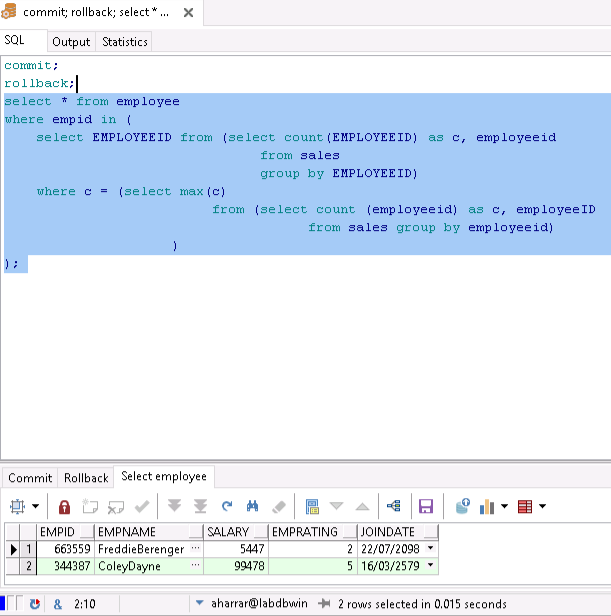 commit; rollback; select * ...
SQL Output Statistics
commit;
rollback;
select * from employee
where empid in (
select EMPLOYEEID from (select count(EMPLOYEEID) as c, employeeid
from sales
group by EMPLOYEEID)
where c = (select max(c)
from (select count (employeeid) as c, employeeID
from sales group by employeeid)
)
);
Commit Rollback Select employee
EMPID EMPNAME SALARY EMPRATING JOINDATE
1 663559 FreddieBerenger ... 5447 2 22/07/2098
2 344387 ColeyDayne ... 99478 5 16/03/2579
& 2:10 aharrar@labdbwin 2 rows selected in 0.015 seconds